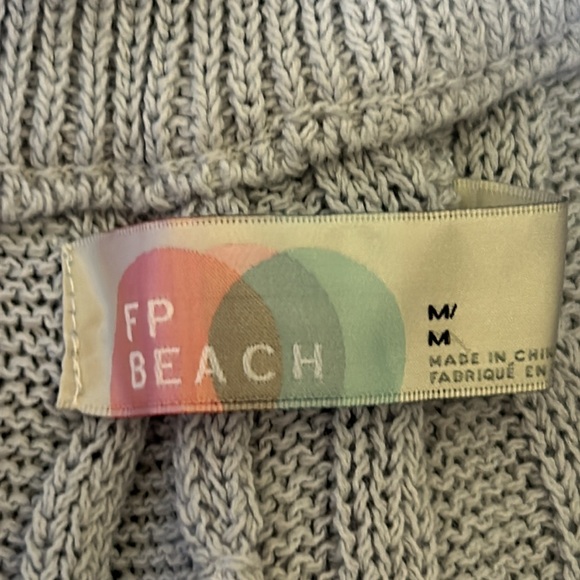 FP
BEACH
M/
M
MADE IN CHIN
FABRIQUÉ EN